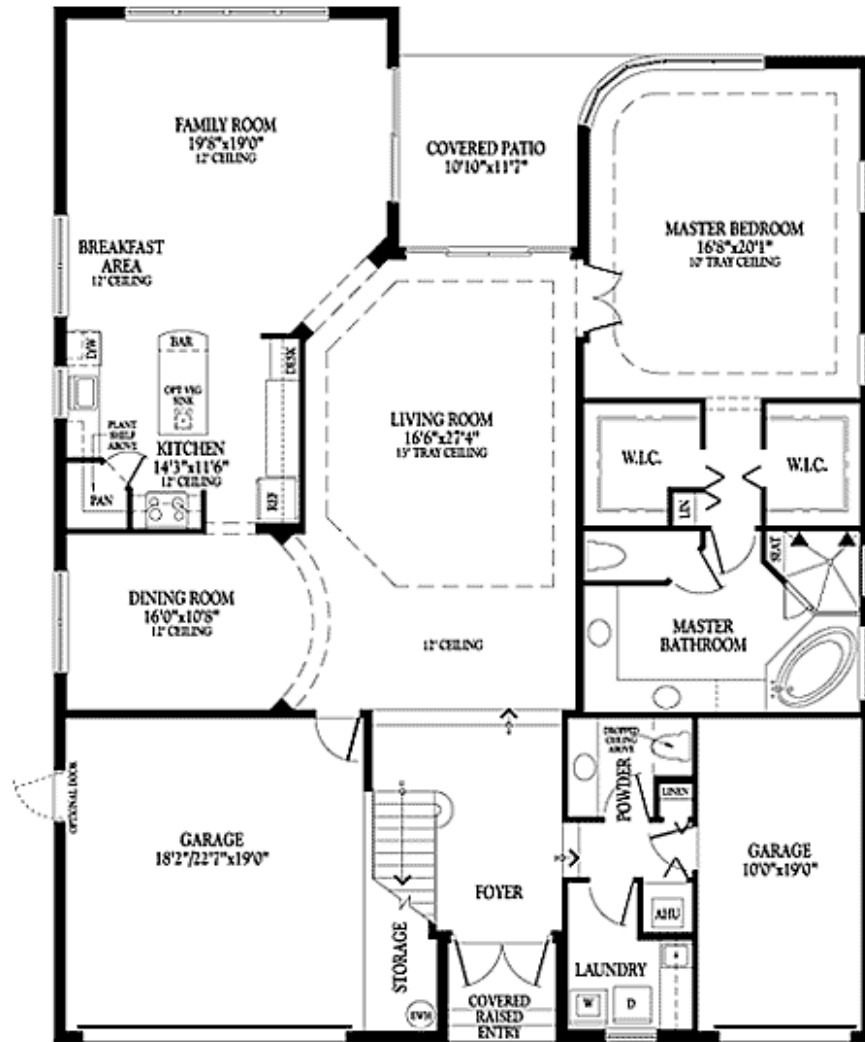 FAMILY ROOM
19'8"x19'0"
12' CEILING
COVERED PATIO
10'10"x11'7"
MASTER BEDROOM
16'8"x20'1"
10' TRAY CEILING
BREAKFAST
AREA
12' CEILING
D/W
BAR
DESK
OPT VEG
SINK
PLANT
SHELF
ABOVE
KITCHEN
14'3"x11'6"
12' CEILING
PAN
REF
LIVING ROOM
16'6"x27'4"
13' TRAY CEILING
W.I.C.
W.I.C.
LIN
SEAT
DINING ROOM
16'0"x10'8"
12' CEILING
12' CEILING
MASTER
BATHROOM
OPTIONAL DOOR
DROPPED
CEILING
ABOVE
POWDER
LINEN
GARAGE
18'2"/22'7"x19'0"
GARAGE
10'0"x19'0"
FOYER
AHU
STORAGE
LAUNDRY
W
D
EWH
COVERED
RAISED
ENTRY